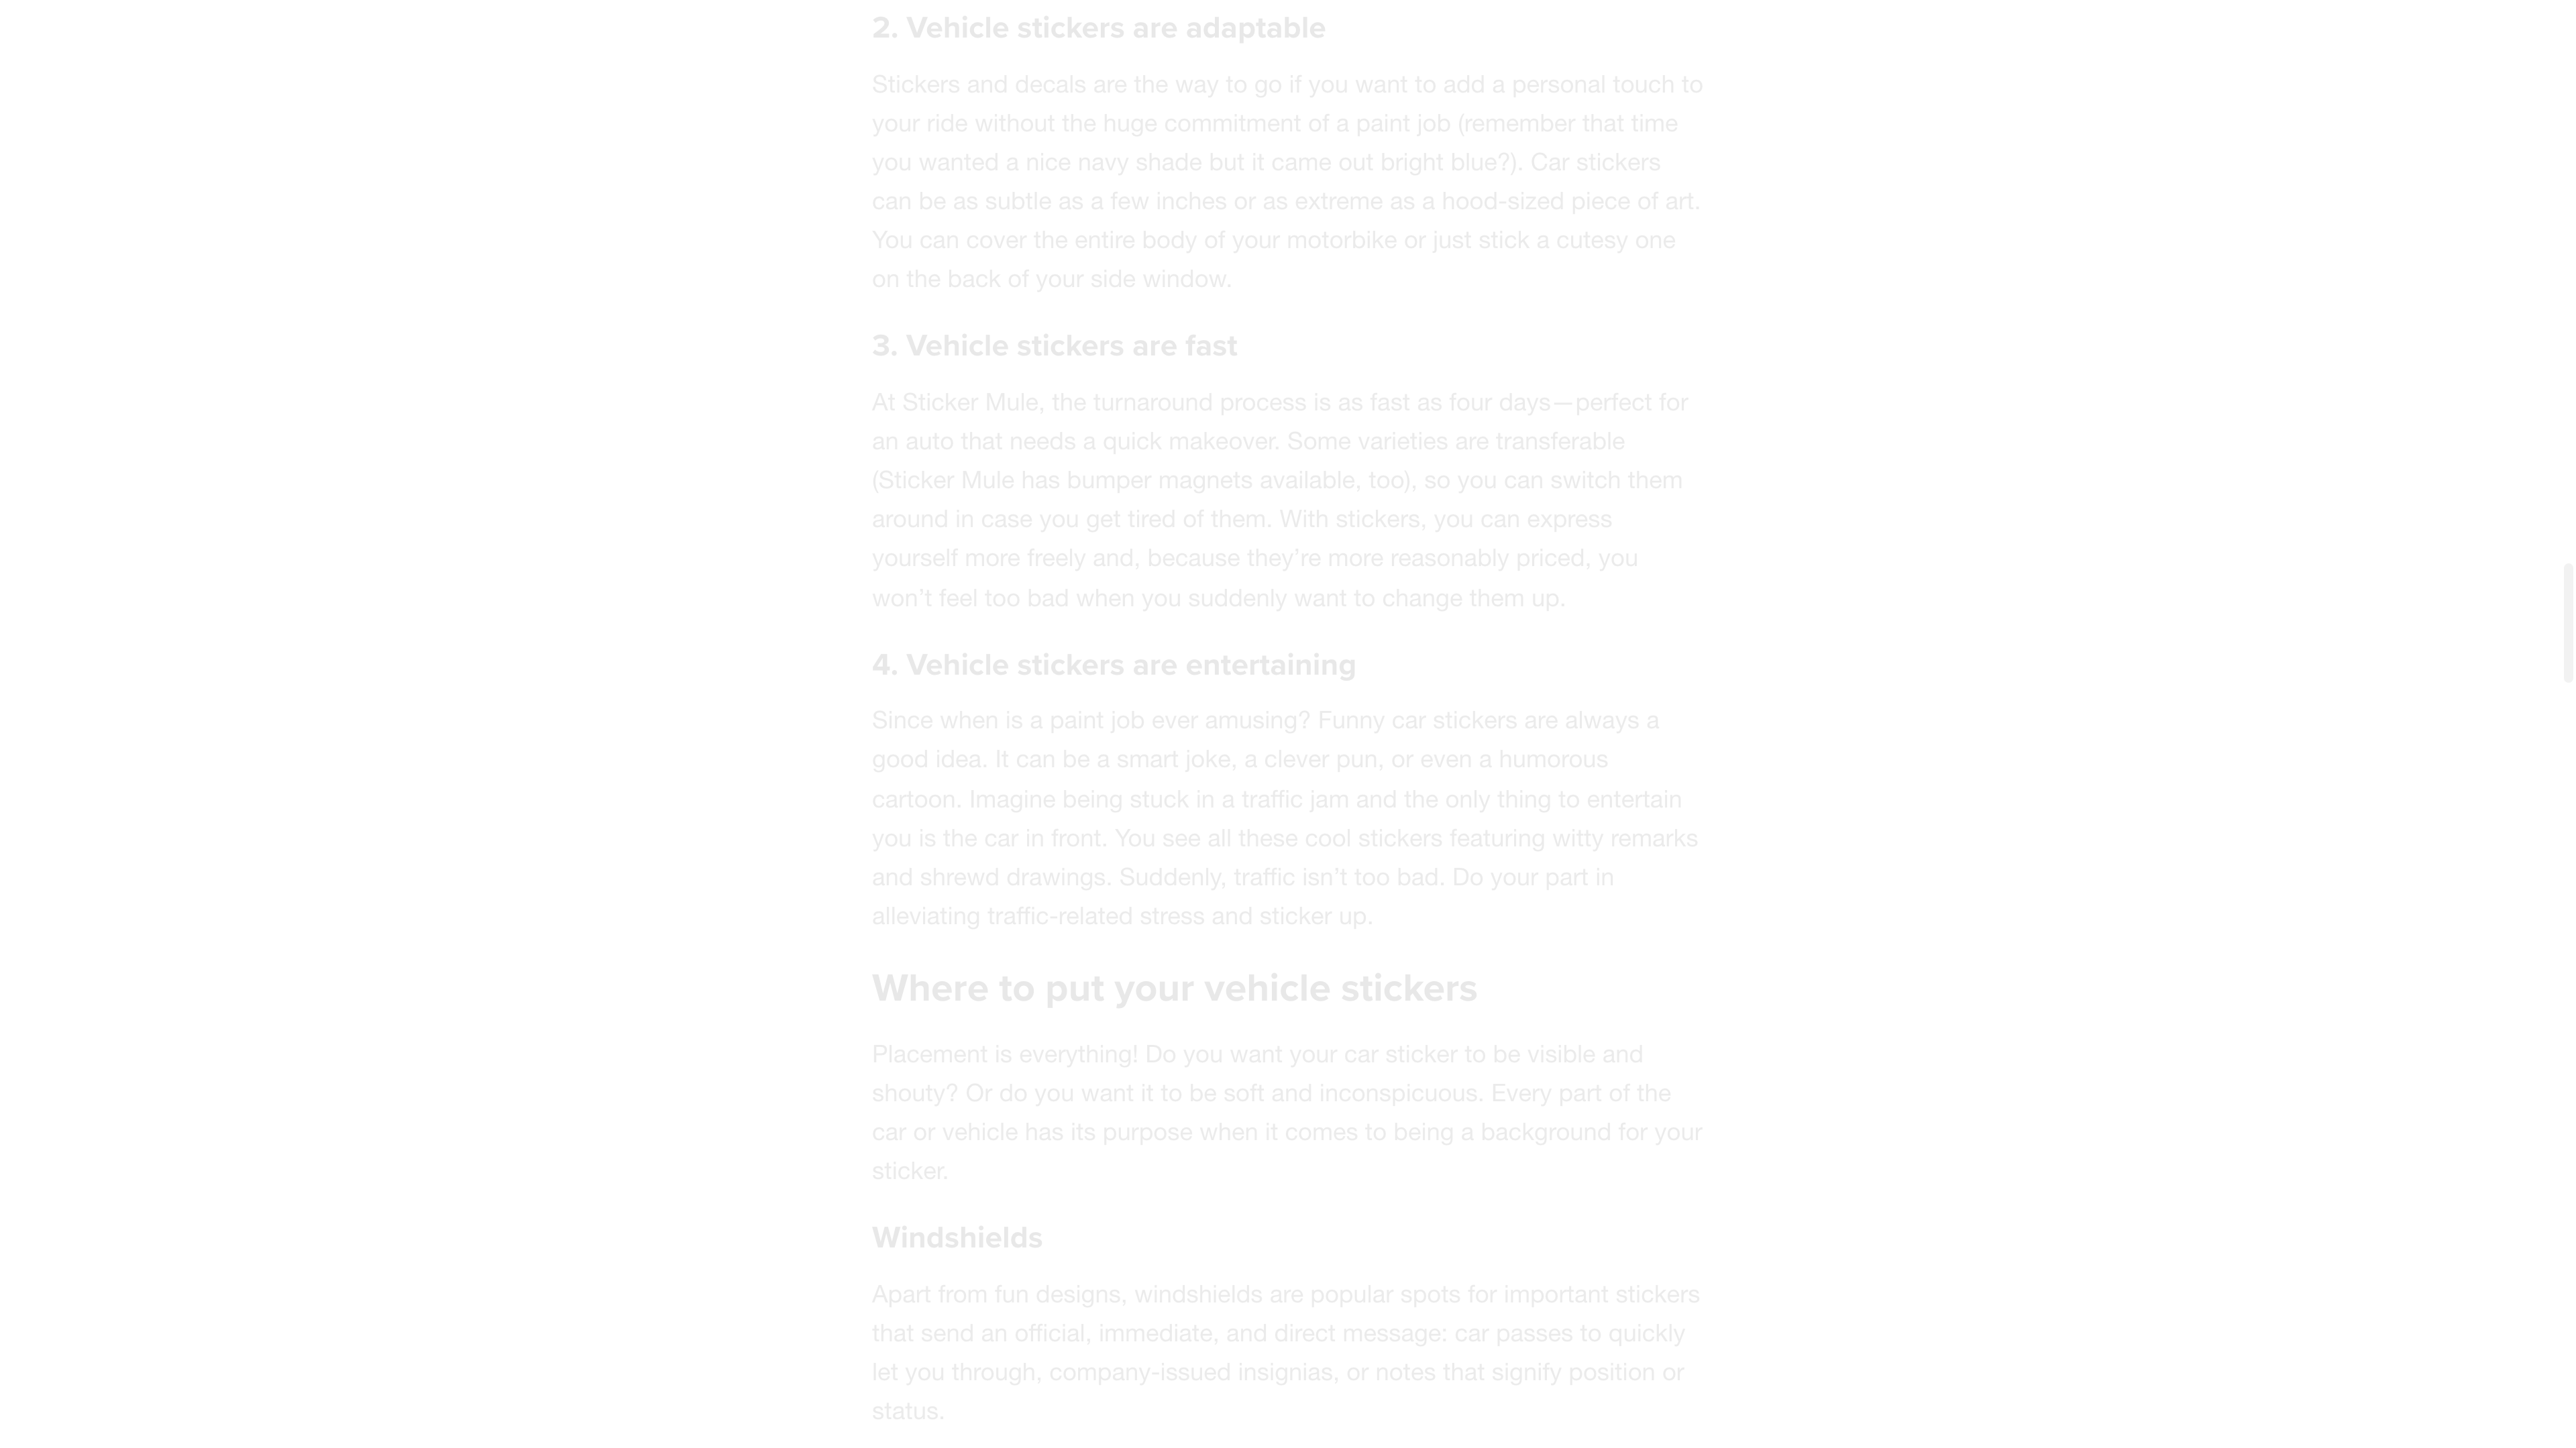 2. Vehicle stickers are adaptable
Stickers and decals are the way to go if you want to add a personal touch to
your ride without the huge commitment of a paint job (remember that time
you wanted a nice navy shade but it came out bright blue?). Car stickers
can be as subtle as a few inches or as extreme as a hood-sized piece of art.
You can cover the entire body of your motorbike or just stick a cutesy one
on the back of your side window.
3. Vehicle stickers are fast
At Sticker Mule, the turnaround process is as fast as four days—perfect for
an auto that needs a quick makeover. Some varieties are transferable
(Sticker Mule has bumper magnets available, too), so you can switch them
around in case you get tired of them. With stickers, you can express
yourself more freely and, because they’re more reasonably priced, you
won’t feel too bad when you suddenly want to change them up.
4. Vehicle stickers are entertaining
Since when is a paint job ever amusing? Funny car stickers are always a
good idea. It can be a smart joke, a clever pun, or even a humorous
cartoon. Imagine being stuck in a traffic jam and the only thing to entertain
you is the car in front. You see all these cool stickers featuring witty remarks
and shrewd drawings. Suddenly, traffic isn’t too bad. Do your part in
alleviating traffic-related stress and sticker up.
Where to put your vehicle stickers
Placement is everything! Do you want your car sticker to be visible and
shouty? Or do you want it to be soft and inconspicuous. Every part of the
car or vehicle has its purpose when it comes to being a background for your
sticker.
Windshields
Apart from fun designs, windshields are popular spots for important stickers
that send an official, immediate, and direct message: car passes to quickly
let you through, company-issued insignias, or notes that signify position or
status.